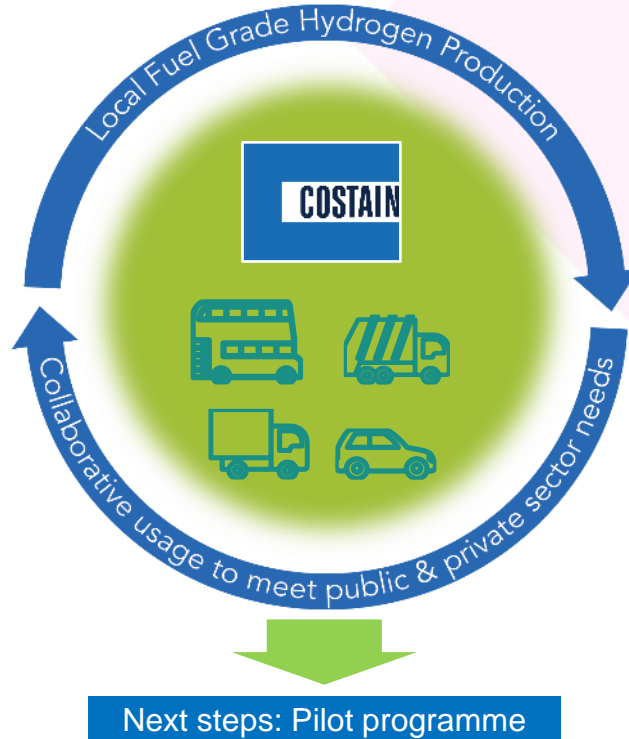 Local Fuel Grade Hydrogen Production
COSTAIN
Collaborative usage to meet public & private sector needs
Next steps: Pilot programme